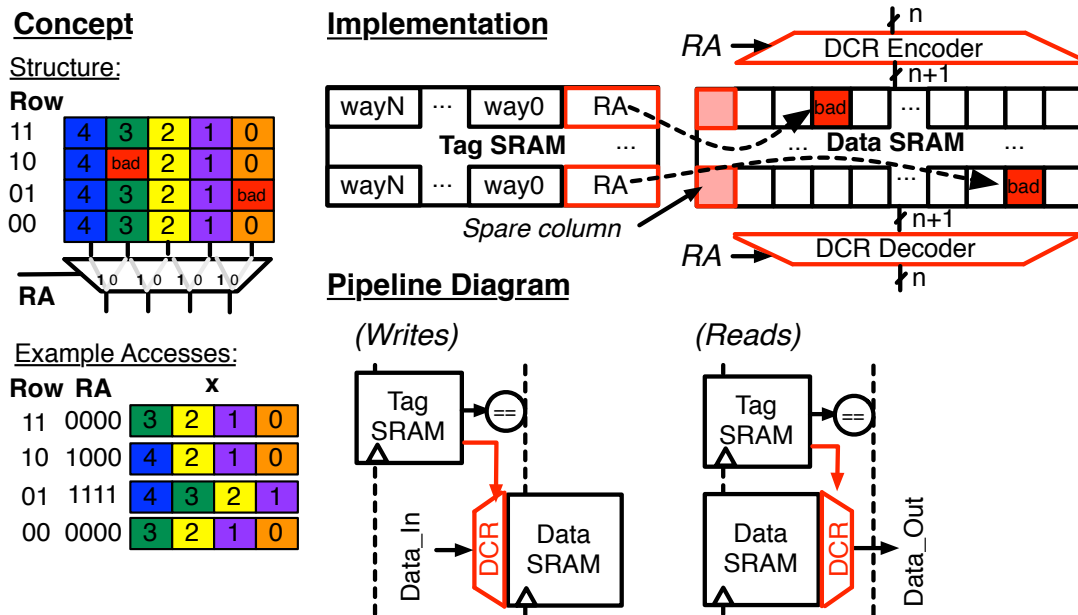 Concept
Structure:
Row
11 4 3 2 1 0
10 4 bad 2 1 0
01 4 3 2 1 bad
00 4 3 2 1 0
1 0 1 0 1 0 1 0
RA
Example Accesses:
Row RA x
11 0000 3 2 1 0
10 1000 4 2 1 0
01 1111 4 3 2 1
00 0000 3 2 1 0
Implementation
n
RA DCR Encoder
n+1
wayN ... way0 RA bad ...
Tag SRAM ... ... Data SRAM ...
wayN ... way0 RA ... bad
Spare column
n+1
RA DCR Decoder
n
Pipeline Diagram
(Writes)
Tag
SRAM
==
Data_In
DCR
Data
SRAM
(Reads)
Tag
SRAM
==
Data
SRAM
DCR
Data_Out